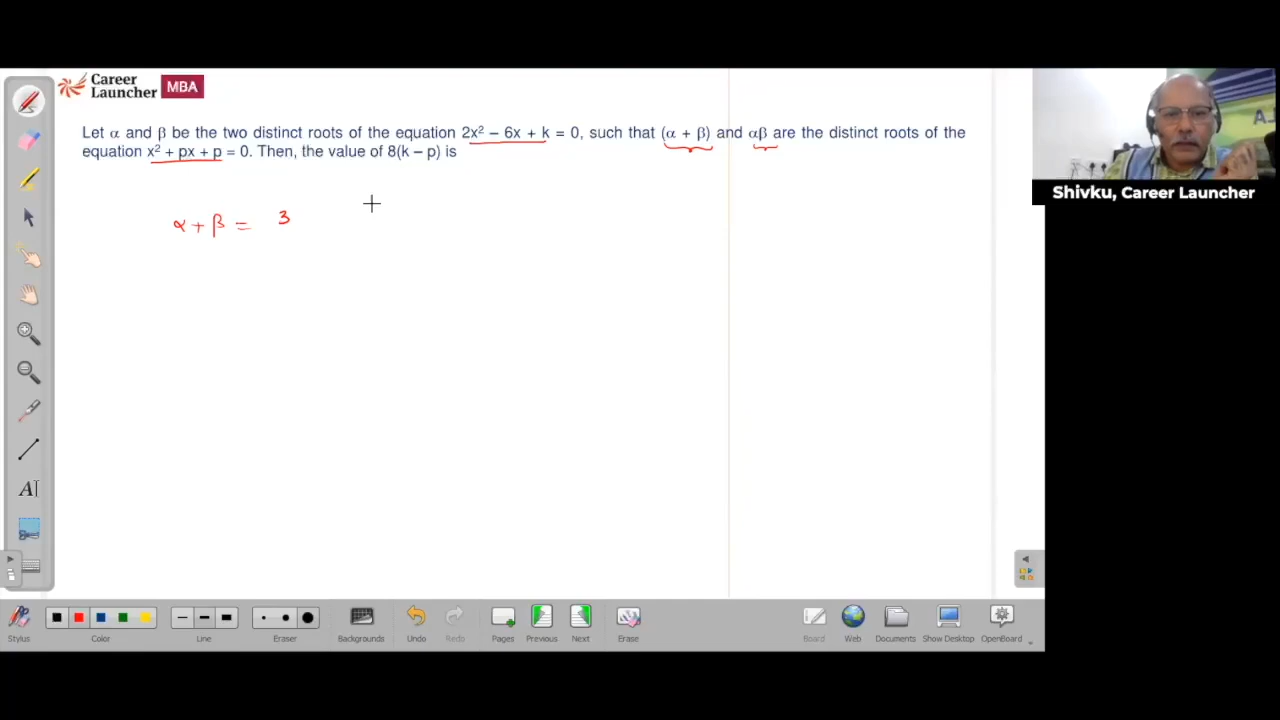 Career
Launcher MBA
Let α and β be the two distinct roots of the equation 2x² – 6x + k = 0, such that (α + β) and αβ are the distinct roots of the
equation x² + px + p = 0. Then, the value of 8(k – p) is
α + β = 3
Shivku, Career Launcher
A
Stylus
Color
Line
Eraser
Backgrounds
Undo
Redo
Pages
Previous
Next
Erase
Board
Web
Documents
Show Desktop
OpenBoard